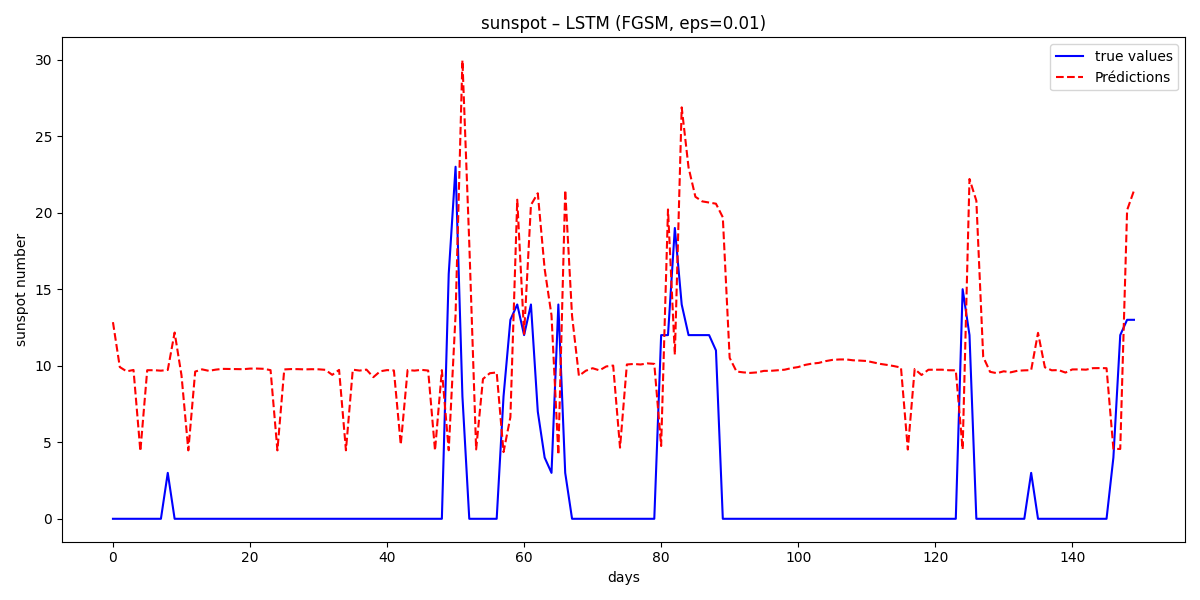 sunspot – LSTM (FGSM, eps=0.01)
true values
Prédictions
sunspot number
30
25
20
15
10
5
0
0 20 40 60 80 100 120 140
days